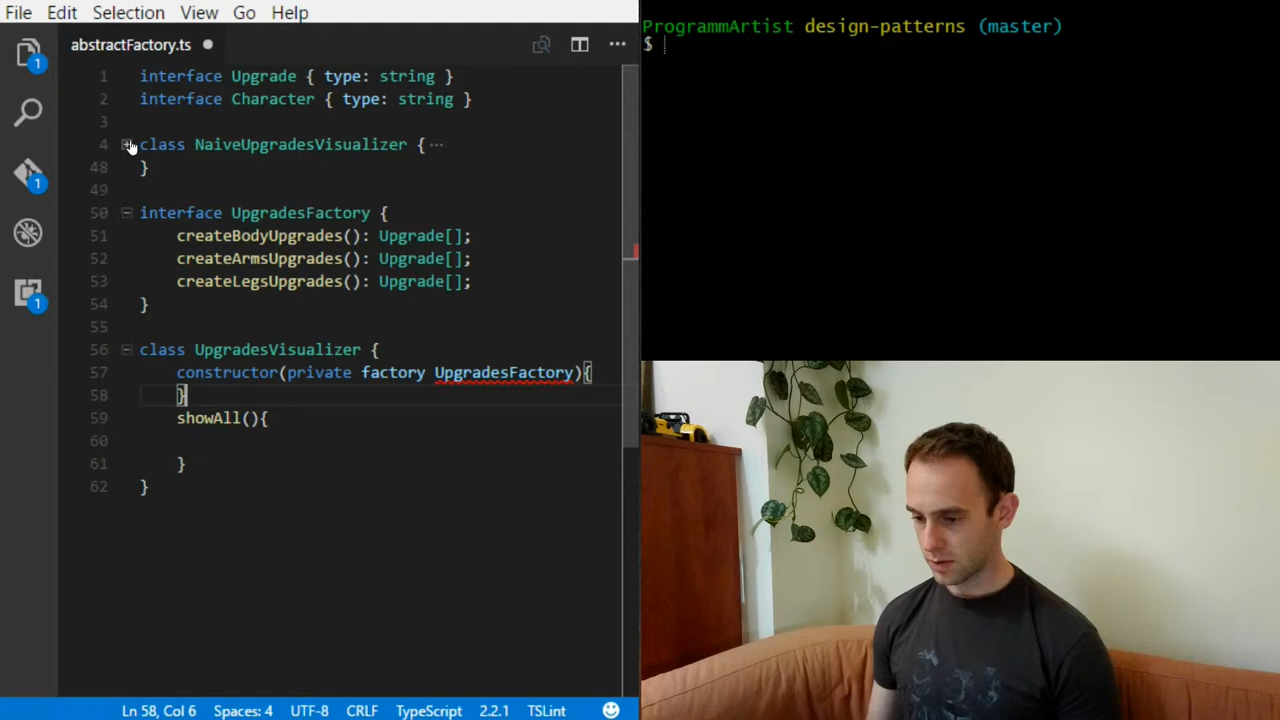 File Edit Selection View Go Help
abstractFactory.ts
1 interface Upgrade { type: string }
2 interface Character { type: string }
3
4 class NaiveUpgradesVisualizer { ···
48 }
49
50 interface UpgradesFactory {
51 createBodyUpgrades(): Upgrade[];
52 createArmsUpgrades(): Upgrade[];
53 createLegsUpgrades(): Upgrade[];
54 }
55
56 class UpgradesVisualizer {
57 constructor(private factory UpgradesFactory){
58 }
59 showAll(){
60
61 }
62 }
1
1
1
Ln 58, Col 6 Spaces: 4 UTF-8 CRLF TypeScript 2.2.1 TSLint
ProgrammArtist design-patterns (master)
$